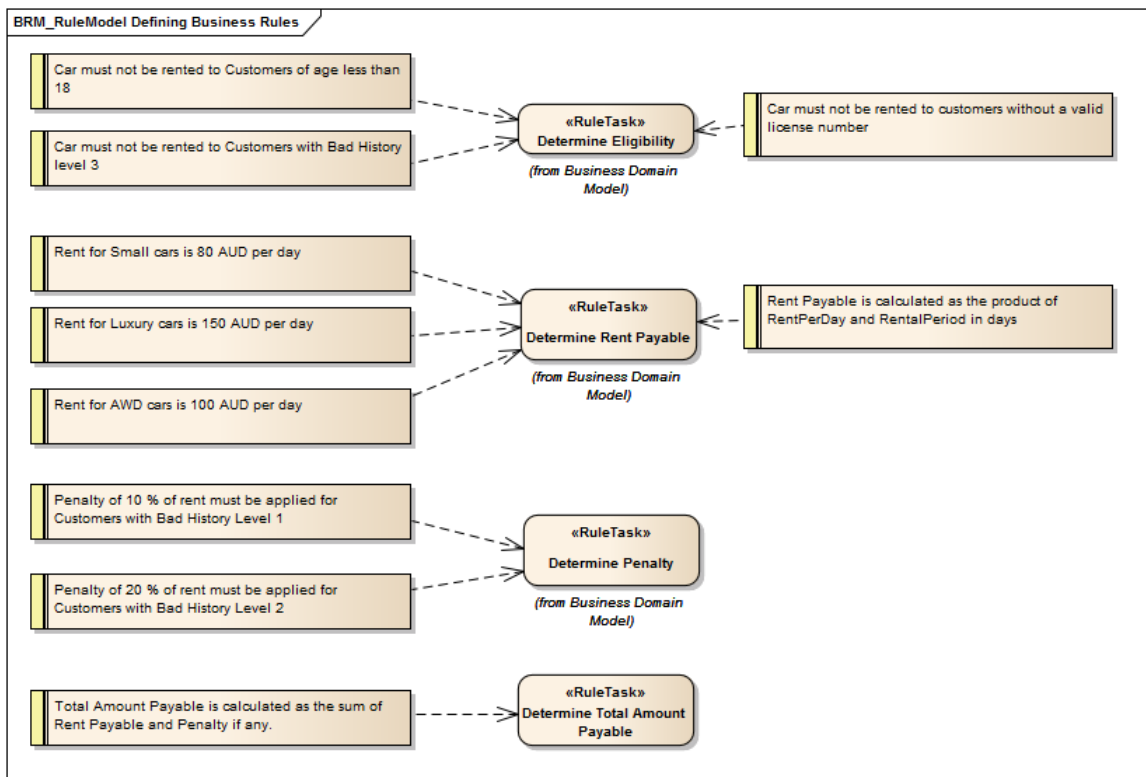 BRM_RuleModel Defining Business Rules
Car must not be rented to Customers of age less than
18
Car must not be rented to Customers with Bad History
level 3
«RuleTask»
Determine Eligibility
(from Business Domain
Model)
Car must not be rented to customers without a valid
license number
Rent for Small cars is 80 AUD per day
Rent for Luxury cars is 150 AUD per day
Rent for AWD cars is 100 AUD per day
«RuleTask»
Determine Rent Payable
(from Business Domain
Model)
Rent Payable is calculated as the product of
RentPerDay and RentalPeriod in days
Penalty of 10 % of rent must be applied for
Customers with Bad History Level 1
Penalty of 20 % of rent must be applied for
Customers with Bad History Level 2
«RuleTask»
Determine Penalty
(from Business Domain
Model)
Total Amount Payable is calculated as the sum of
Rent Payable and Penalty if any.
«RuleTask»
Determine Total Amount
Payable